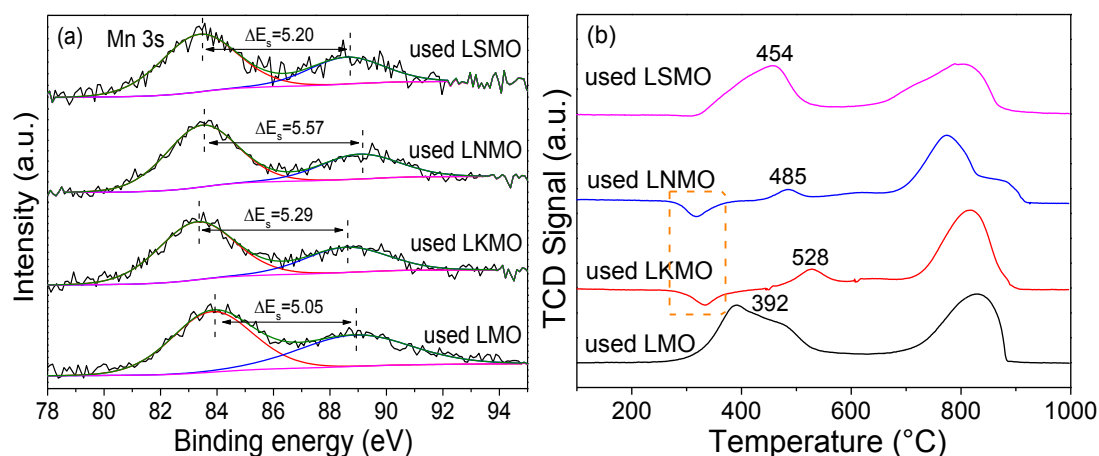 (a)
Mn 3s
ΔEs=5.20
used LSMO
ΔEs=5.57
used LNMO
ΔEs=5.29
used LKMO
ΔEs=5.05
used LMO
Intensity (a.u.)
78 80 82 84 86 88 90 92 94
Binding energy (eV)
(b)
454
used LSMO
485
used LNMO
528
used LKMO
392
used LMO
TCD Signal (a.u.)
200 400 600 800 1000
Temperature (°C)